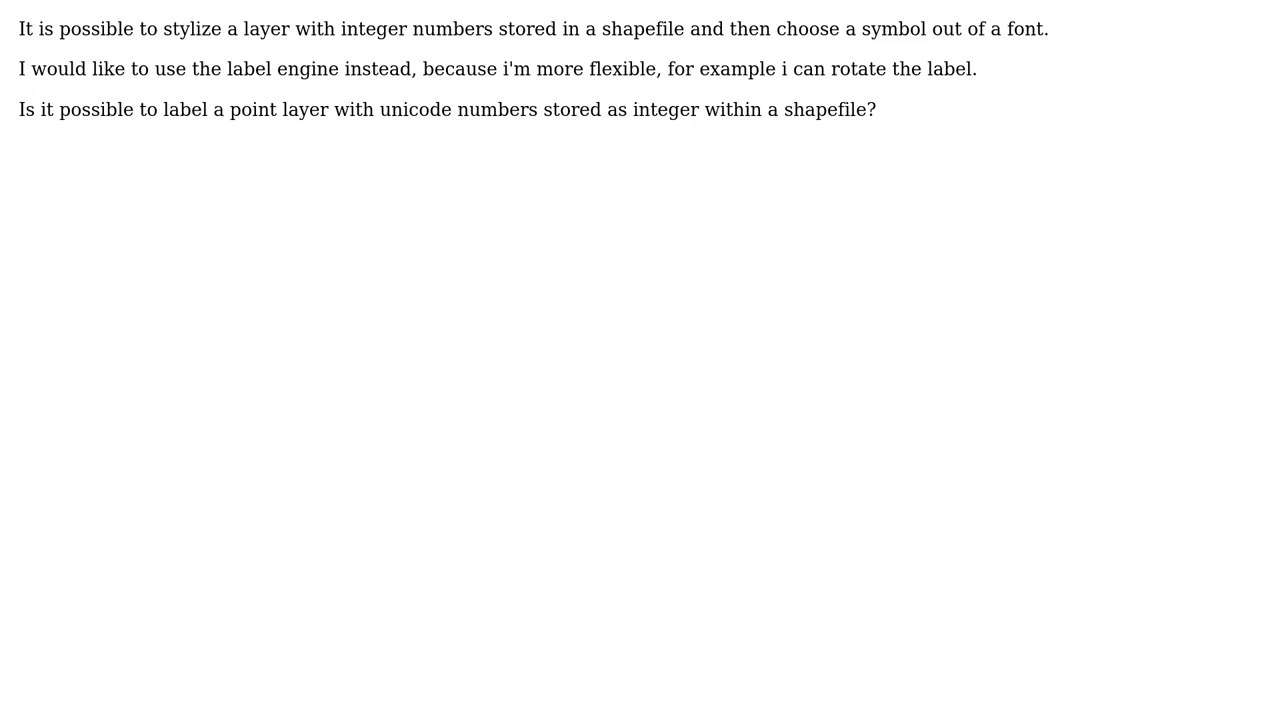 It is possible to stylize a layer with integer numbers stored in a shapefile and then choose a symbol out of a font.
I would like to use the label engine instead, because i'm more flexible, for example i can rotate the label.
Is it possible to label a point layer with unicode numbers stored as integer within a shapefile?